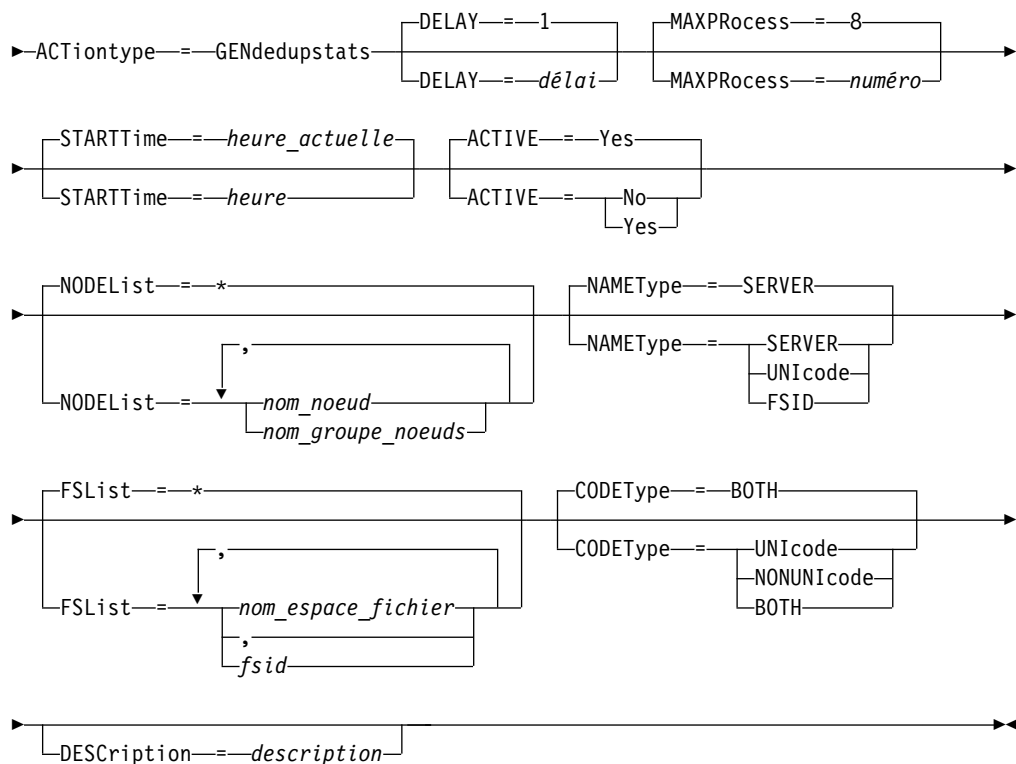 DELAY = 1 MAXPRocess = 8
ACTiontype = GENdedupstats
DELAY = délai MAXPRocess = numéro
STARTTime = heure_actuelle ACTIVE = Yes
STARTTime = heure ACTIVE = No
Yes
NODEList = * NAMEType = SERVER
,
NODEList = nom_noeud NAMEType = SERVER
nom_groupe_noeuds UNIcode
FSID
FSList = * CODEType = BOTH
,
FSList = nom_espace_fichier CODEType = UNIcode
, NONUNIcode
fsid BOTH
DESCription = description